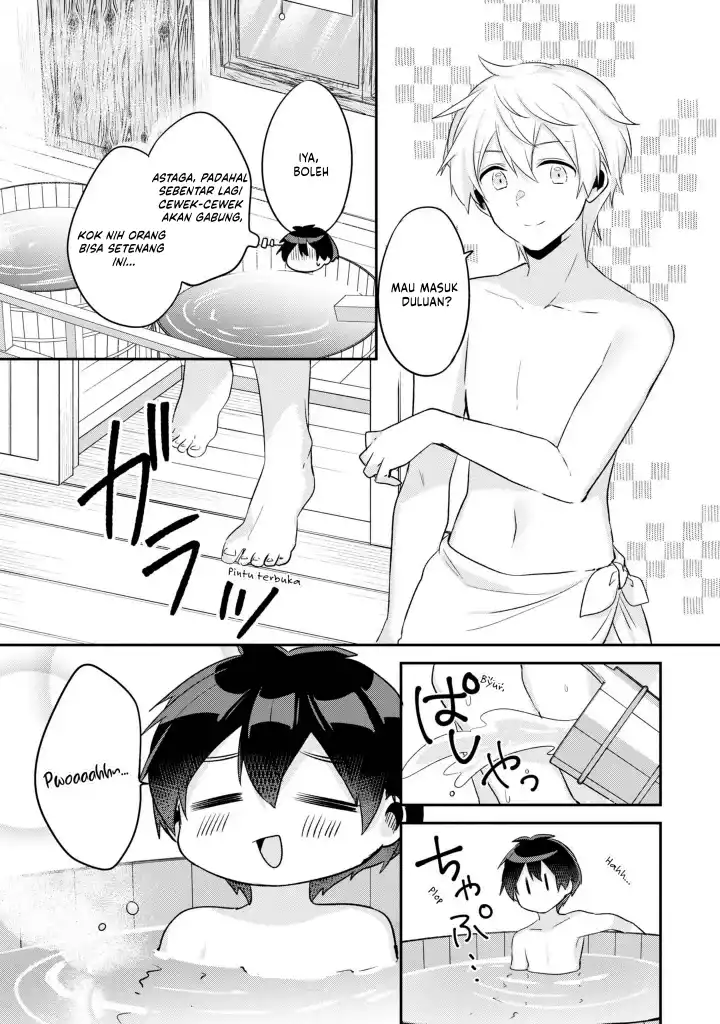 MAU MASUK
DULUAN?
IYA,
BOLEH
ASTAGA, PADAHAL
SEBENTAR LAGI
CEWEK-CEWEK
AKAN GABUNG,
KOK NIH ORANG
BISA SETENANG
INI...
ガラッ
Pintu terbuka
ぱしゃっ
Byur,
ちゃぷ…
Plop
Hahh...
Pwoooahhn...